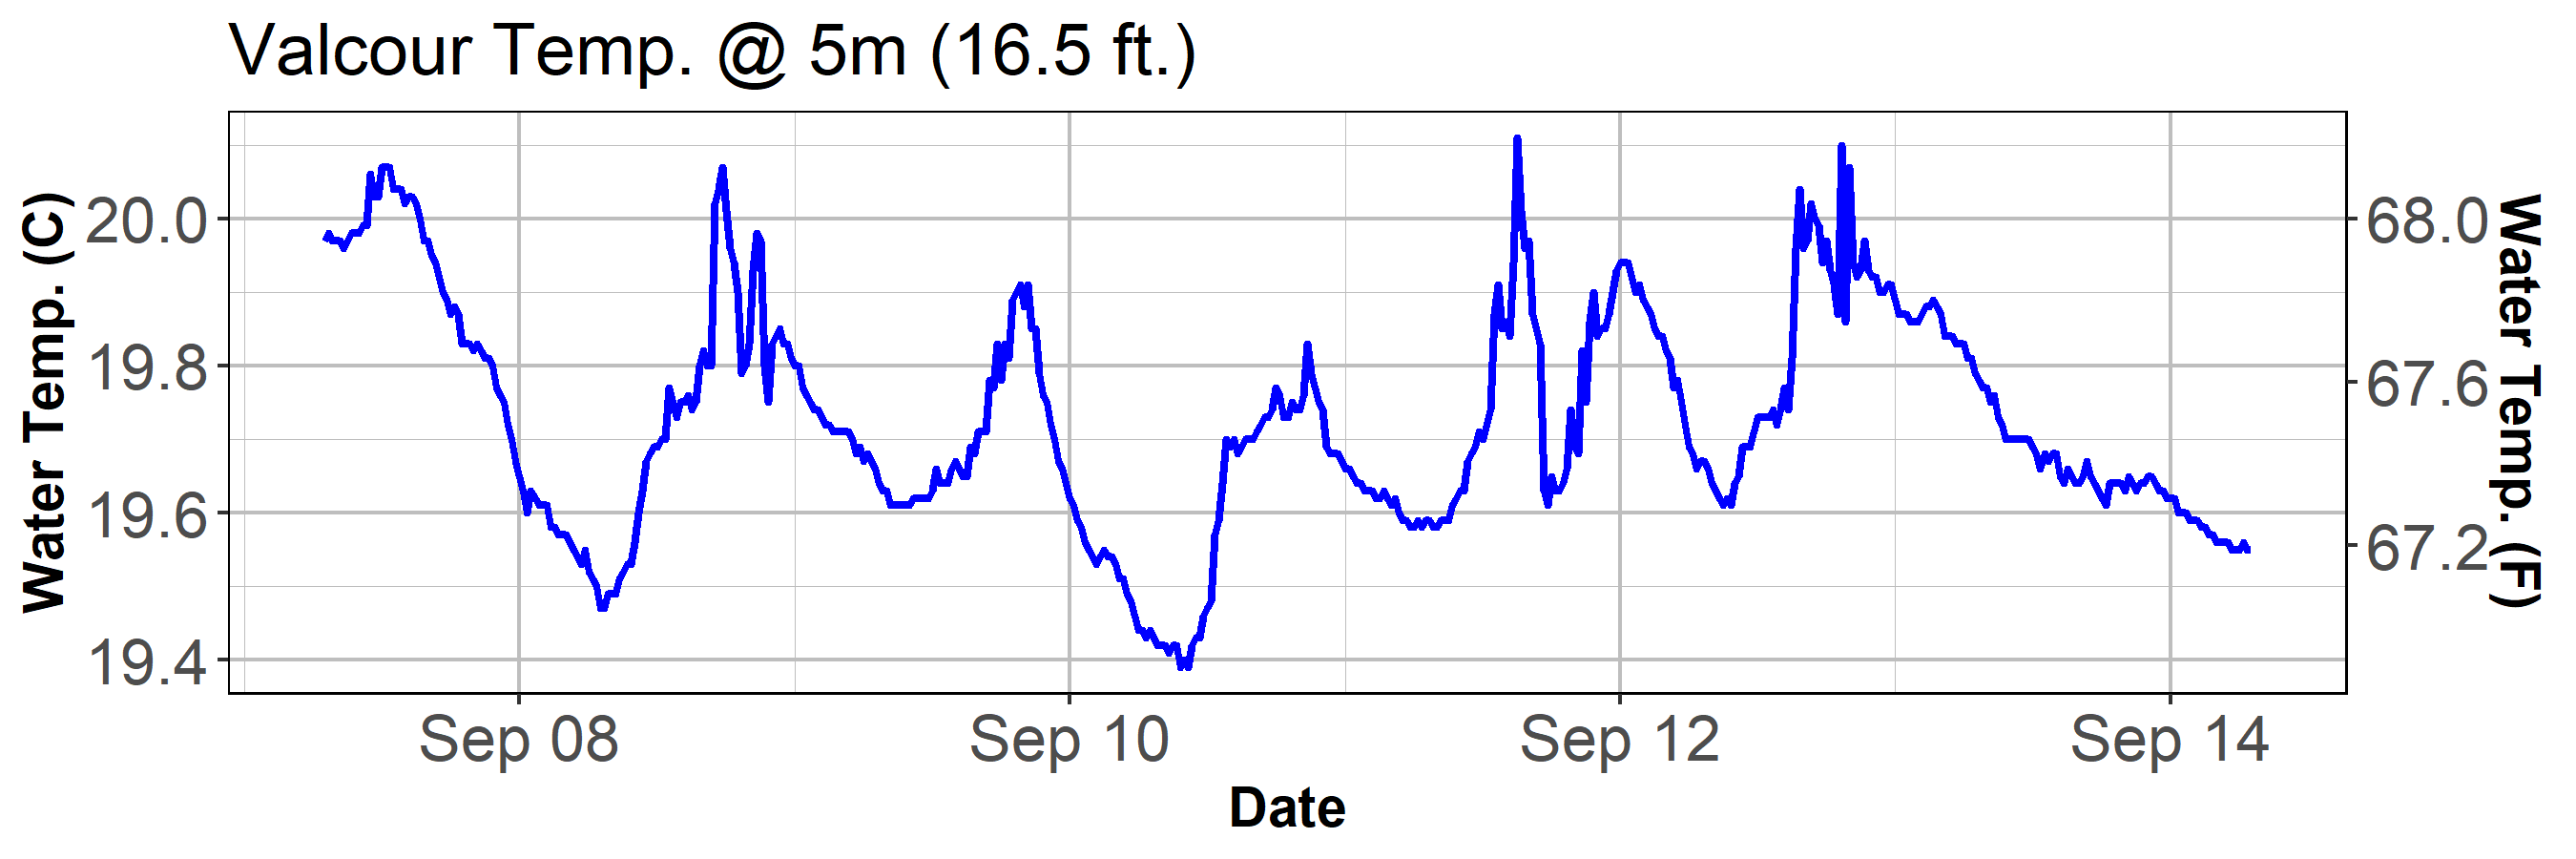 Valcour Temp. @ 5m (16.5 ft.)
Water Temp. (C)
20.0
19.8
19.6
19.4
68.0
67.6
67.2
Water Temp. (F)
Sep 08
Sep 10
Sep 12
Sep 14
Date